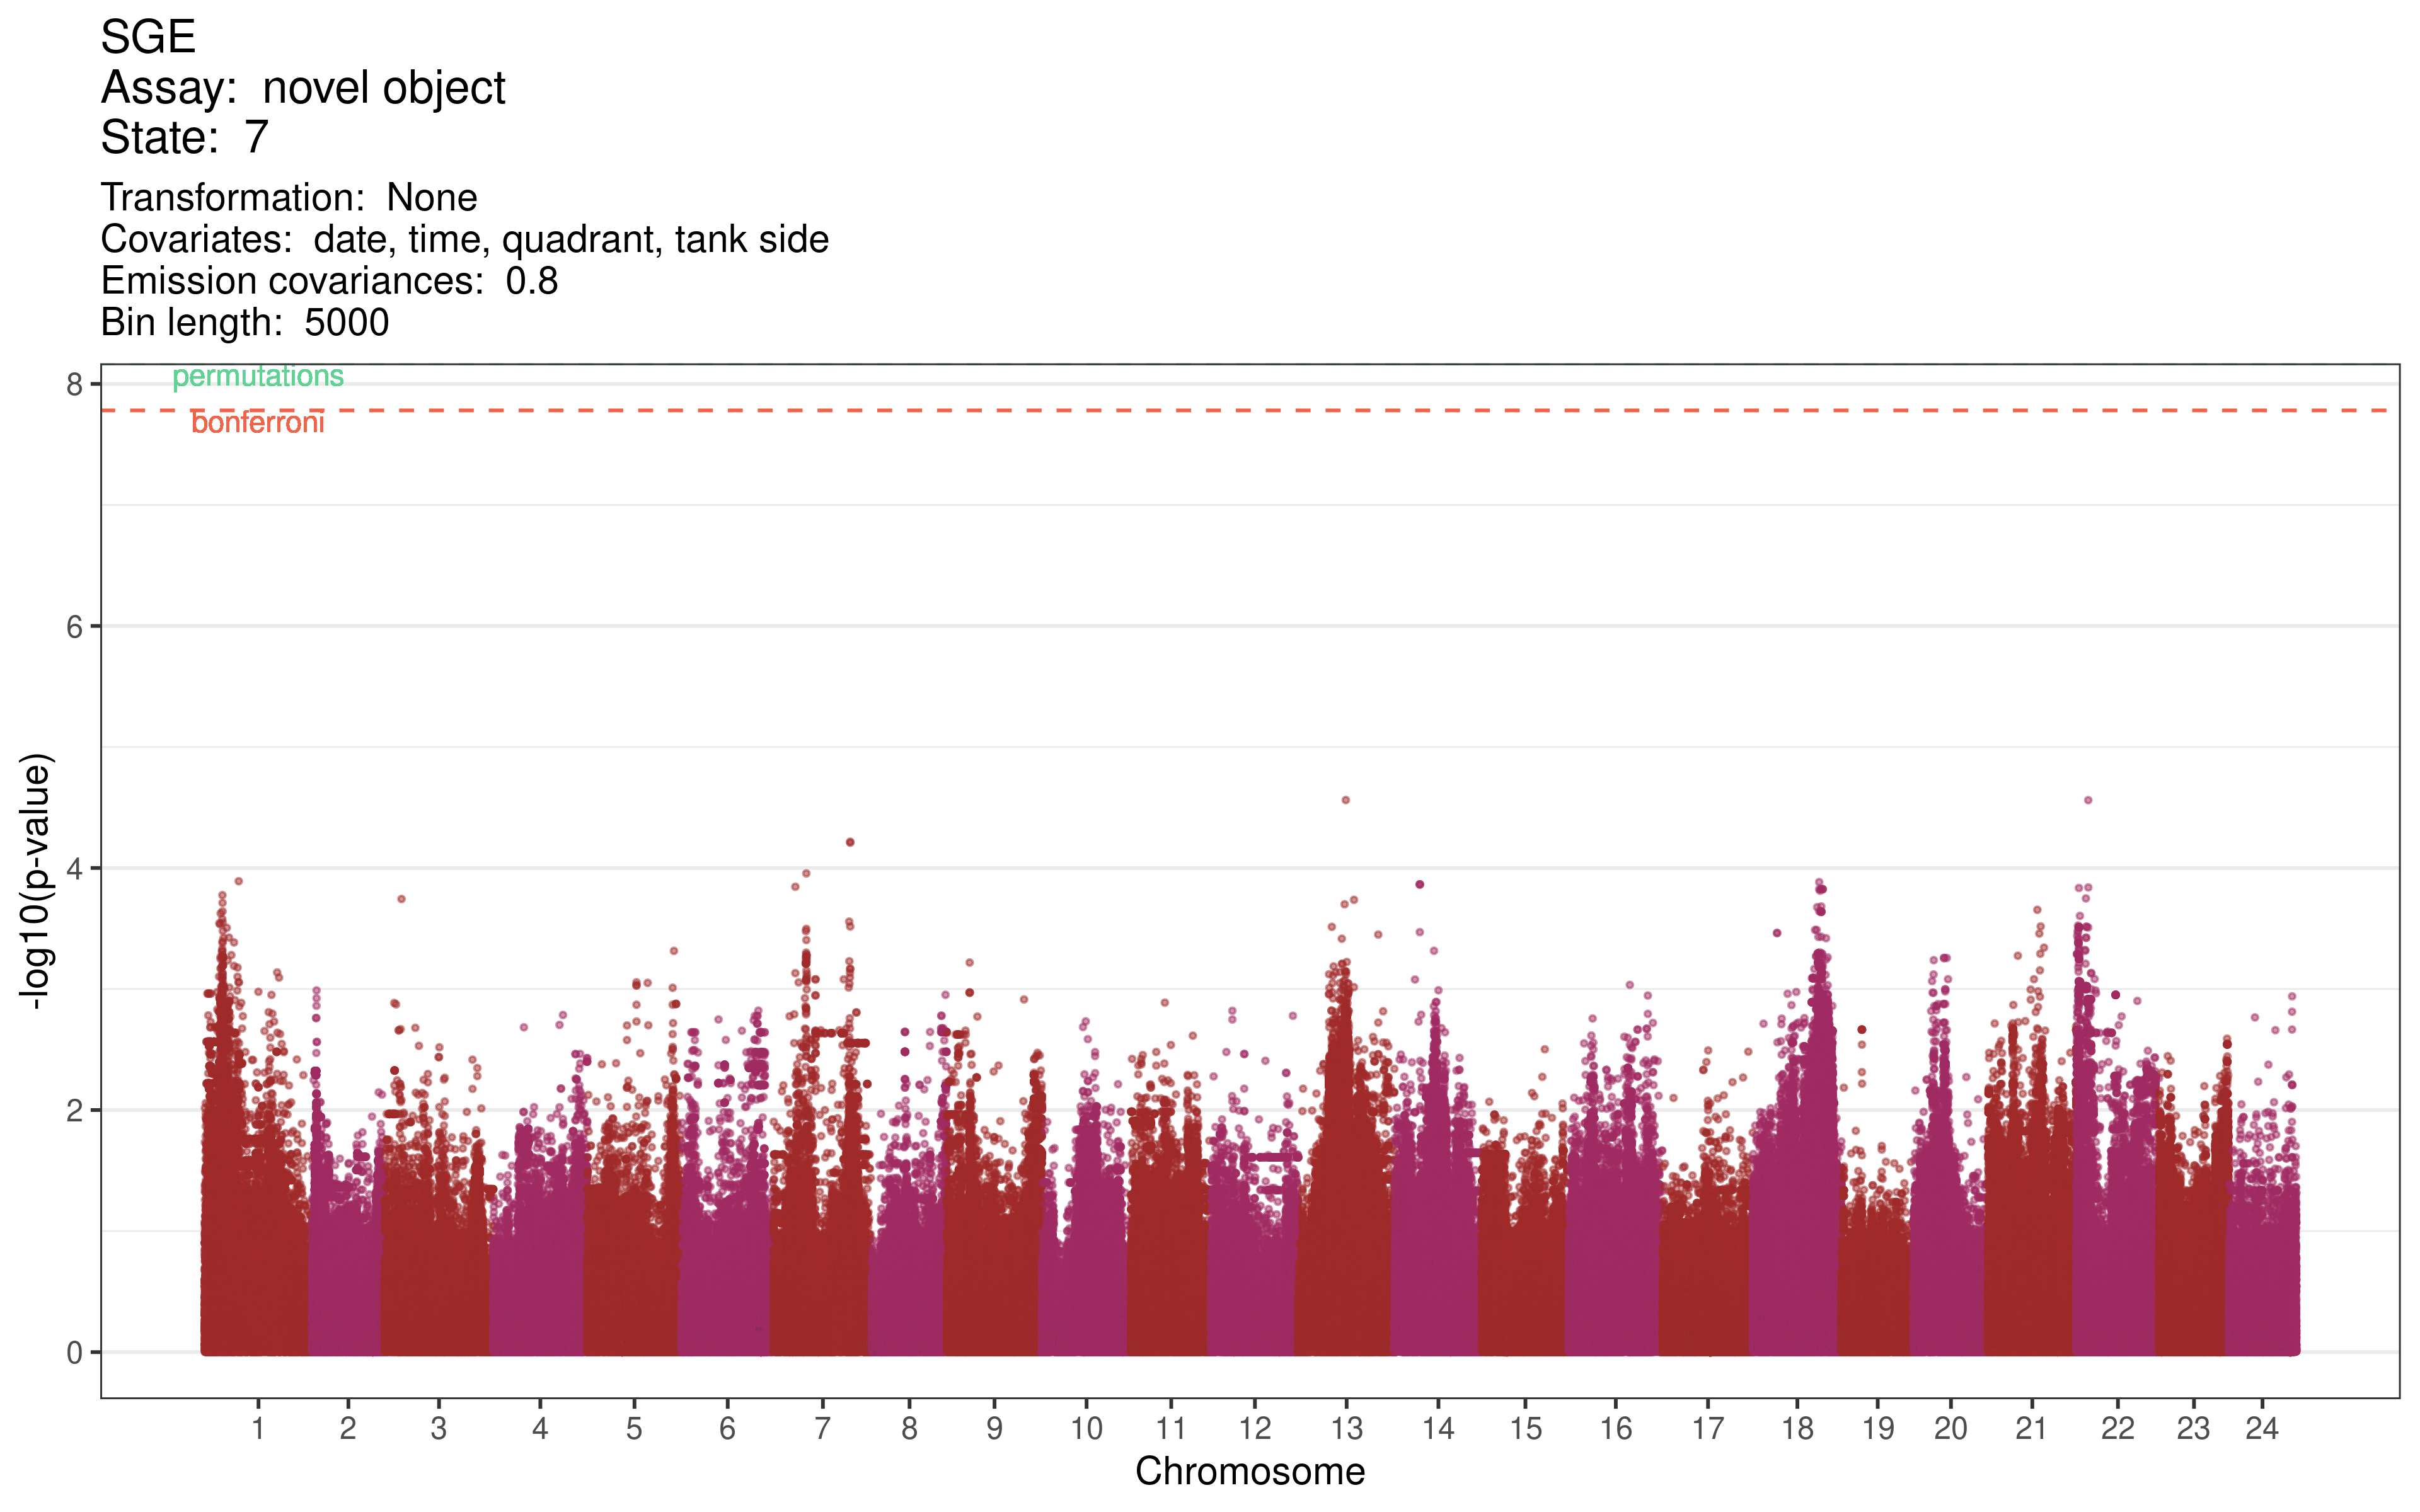 SGE
Assay:  novel object
State:  7
Transformation:  None
Covariates:  date, time, quadrant, tank side
Emission covariances:  0.8
Bin length:  5000
permutations
bonferroni
8
6
4
2
0
-log10(p-value)
1 2 3 4 5 6 7 8 9 10 11 12 13 14 15 16 17 18 19 20 21 22 23 24
Chromosome